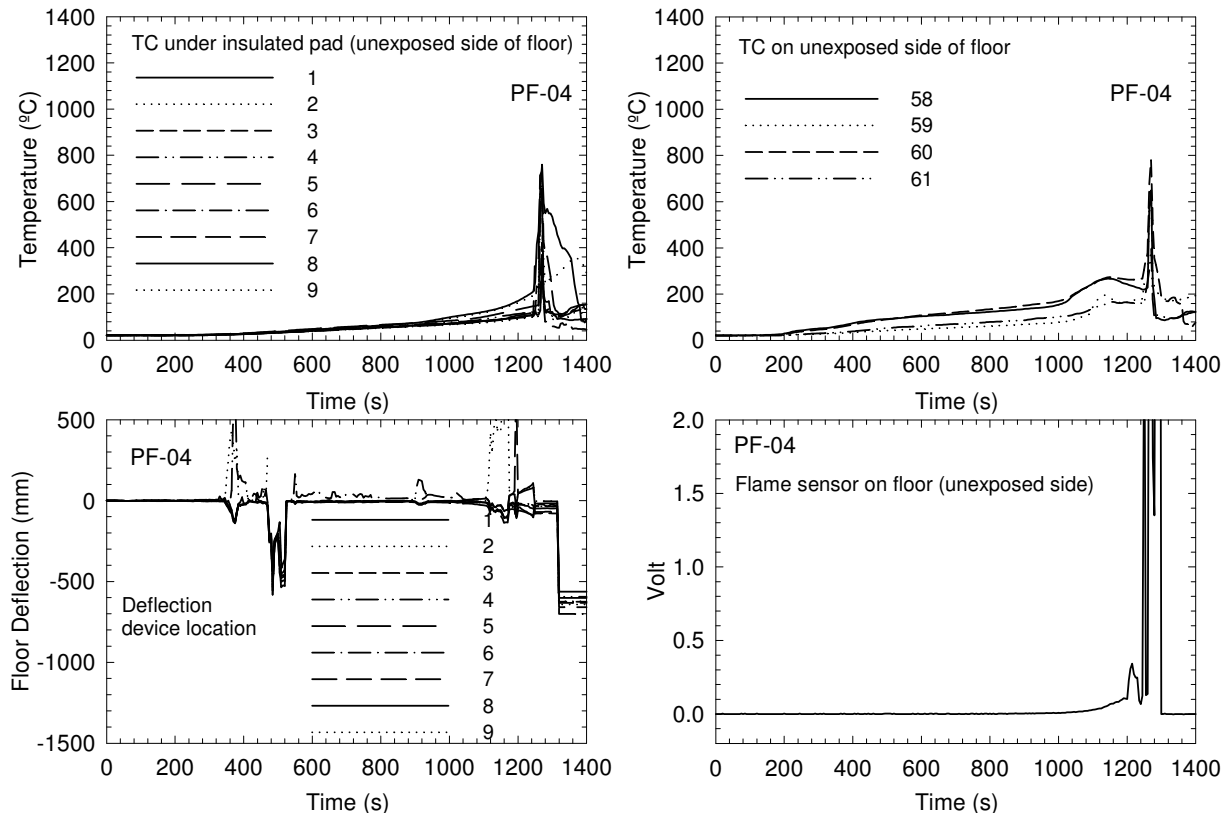 1400
1200
1000
800
600
400
200
0
Temperature (ºC)
TC under insulated pad (unexposed side of floor)
PF-04
1
2
3
4
5
6
7
8
9
0 200 400 600 800 1000 1200 1400
Time (s)
1400
1200
1000
800
600
400
200
0
Temperature (ºC)
TC on unexposed side of floor
PF-04
58
59
60
61
0 200 400 600 800 1000 1200 1400
Time (s)
500
0
-500
-1000
-1500
Floor Deflection (mm)
PF-04
Deflection
device location
1
2
3
4
5
6
7
8
9
0 200 400 600 800 1000 1200 1400
Time (s)
2.0
1.5
1.0
0.5
0.0
Volt
PF-04
Flame sensor on floor (unexposed side)
0 200 400 600 800 1000 1200 1400
Time (s)